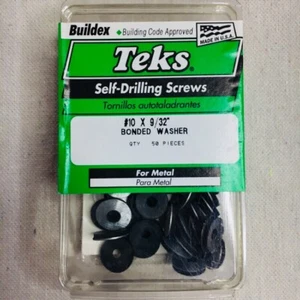 Buildex
Building Code Approved
MADE IN U.S.A.
Teks
Self-Drilling Screws
Tornillos autotaladrantes
#10 X 9/32"
BONDED WASHER
QTY 50 PIECES
For Metal
Para Metal